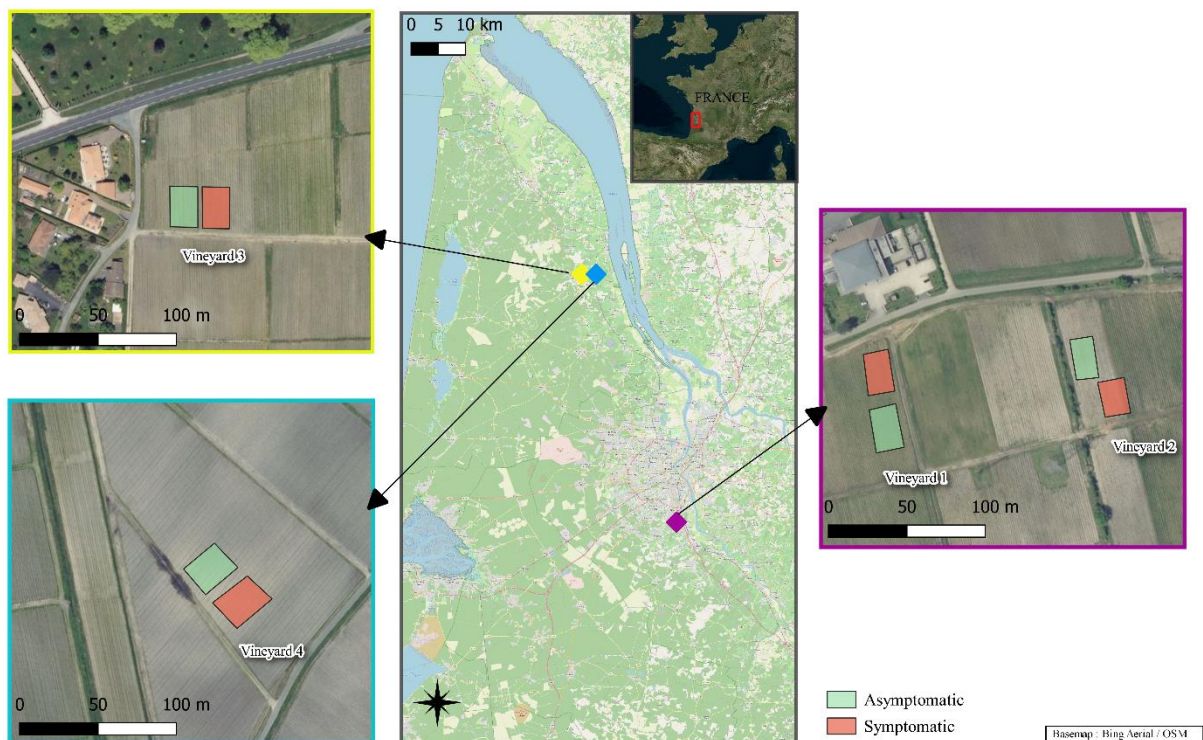 0 5 10 km
FRANCE
Vineyard 3
0 50 100 m
Vineyard 4
0 50 100 m
Vineyard 1
Vineyard 2
0 50 100 m
Asymptomatic
Symptomatic
Basemap : Bing Aerial / OSM